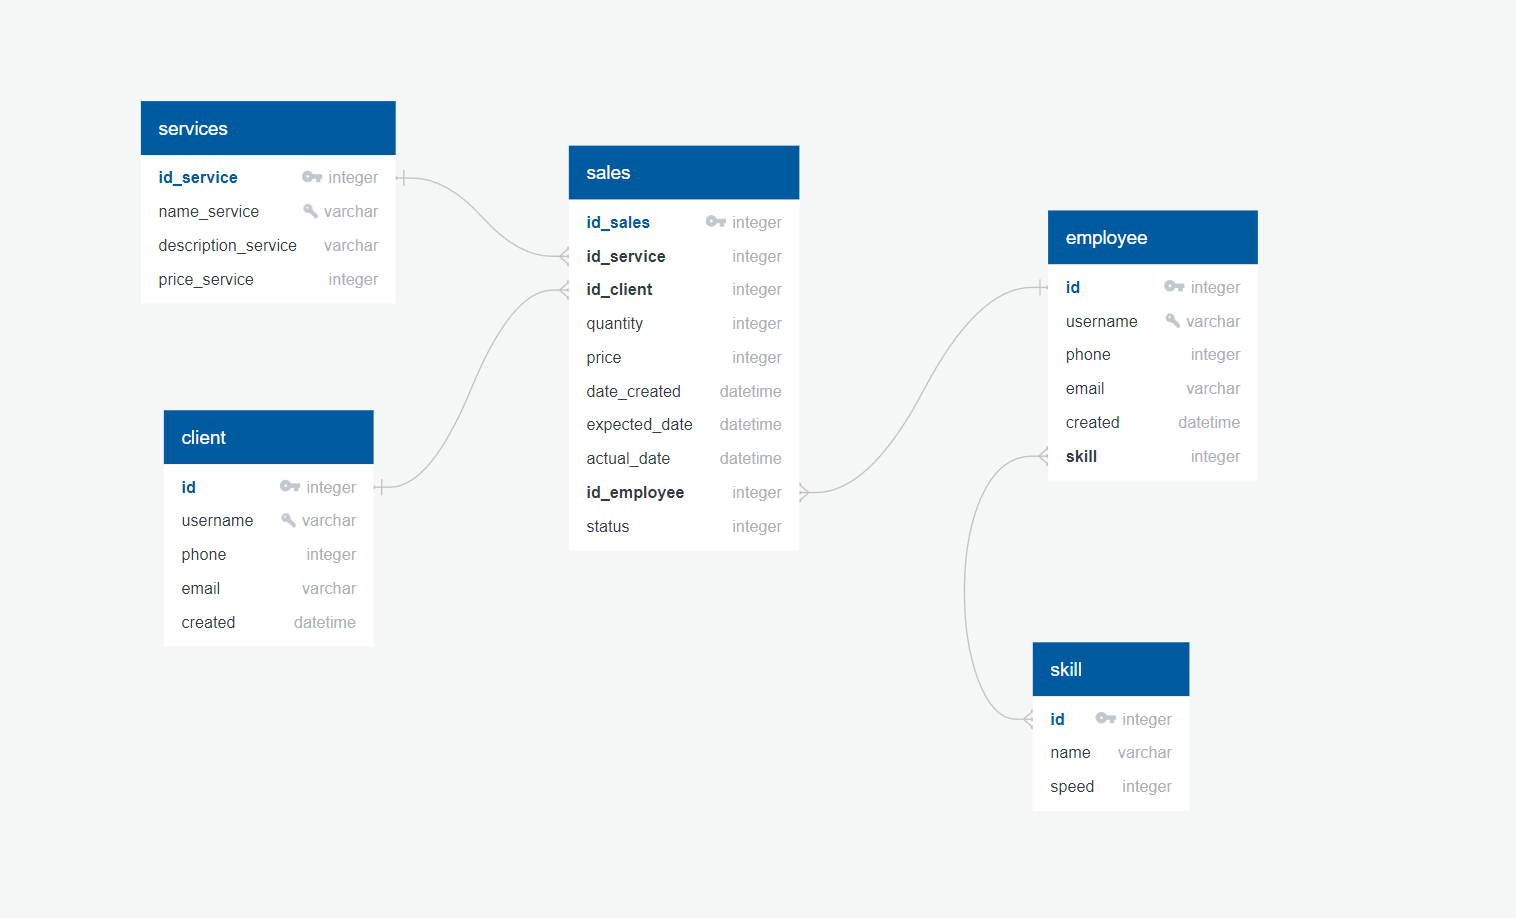 services
id_service integer
name_service varchar
description_service varchar
price_service integer
client
id integer
username varchar
phone integer
email varchar
created datetime
sales
id_sales integer
id_service integer
id_client integer
quantity integer
price integer
date_created datetime
expected_date datetime
actual_date datetime
id_employee integer
status integer
employee
id integer
username varchar
phone integer
email varchar
created datetime
skill integer
skill
id integer
name varchar
speed integer